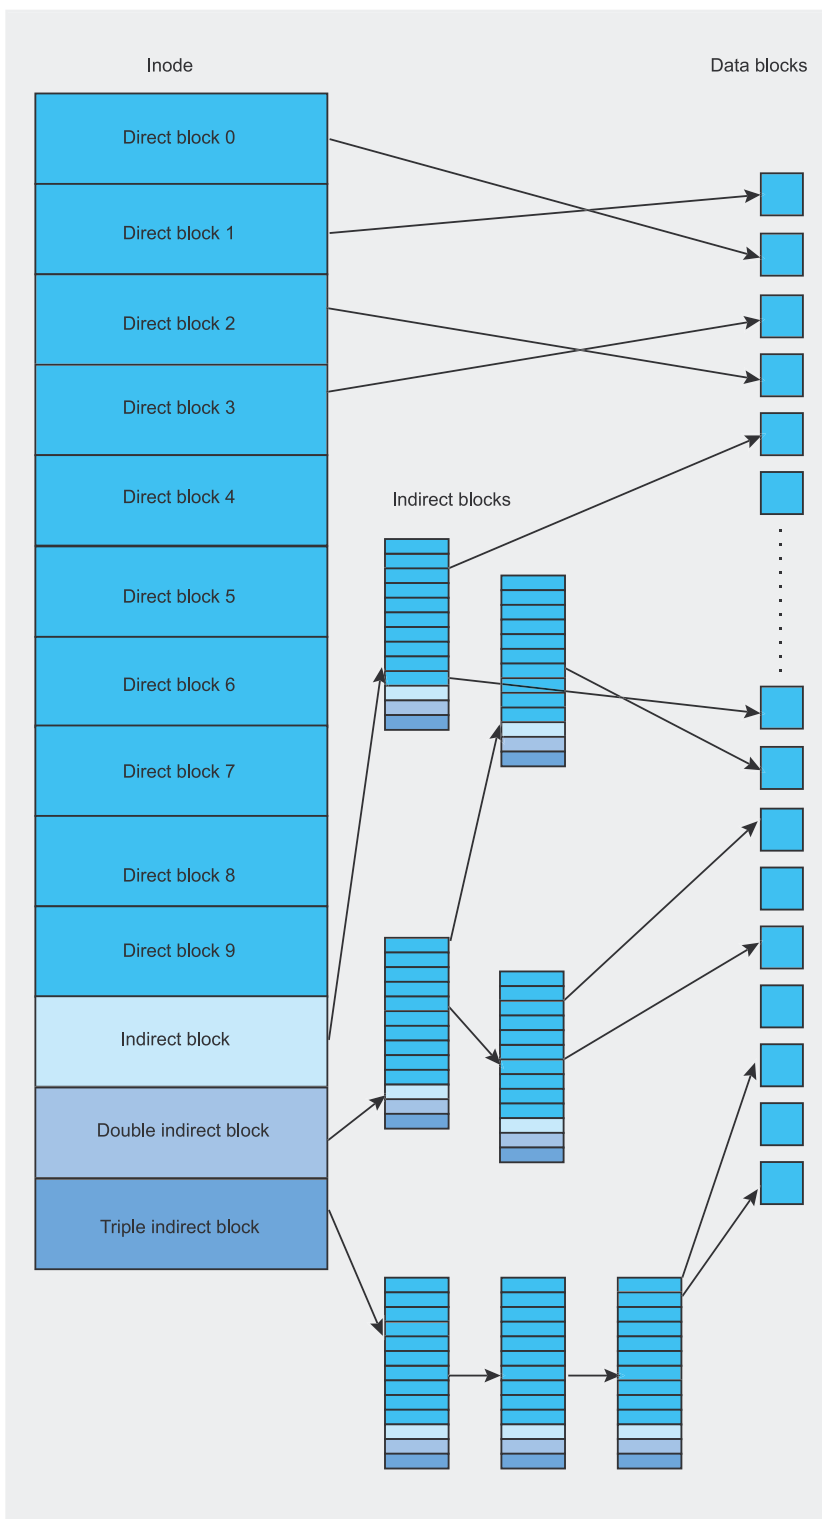 Inode
Data blocks
Direct block 0
Direct block 1
Direct block 2
Direct block 3
Direct block 4
Indirect blocks
Direct block 5
Direct block 6
Direct block 7
Direct block 8
Direct block 9
Indirect block
Double indirect block
Triple indirect block